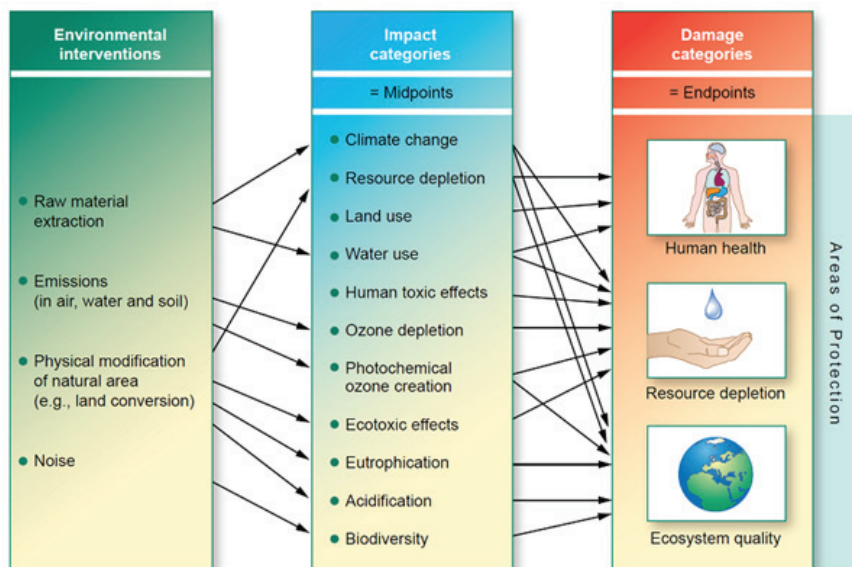 Environmental
interventions
Raw material
extraction
Emissions
(in air, water and soil)
Physical modification
of natural area
(e.g., land conversion)
Noise
Impact
categories
= Midpoints
Climate change
Resource depletion
Land use
Water use
Human toxic effects
Ozone depletion
Photochemical
ozone creation
Ecotoxic effects
Eutrophication
Acidification
Biodiversity
Damage
categories
= Endpoints
Human health
Resource depletion
Ecosystem quality
Areas of Protection